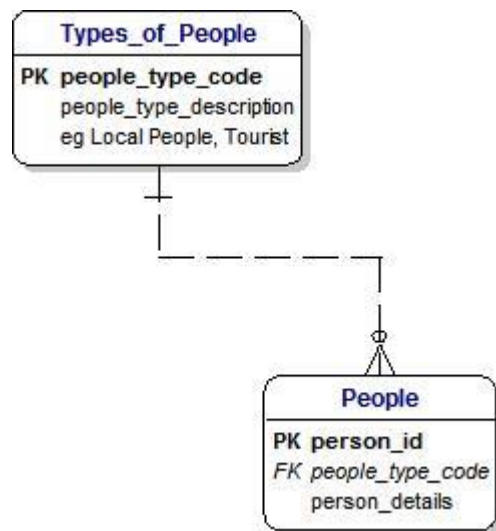 Types_of_People
PK people_type_code
people_type_description
eg Local People, Tourist
People
PK person_id
FK people_type_code
person_details